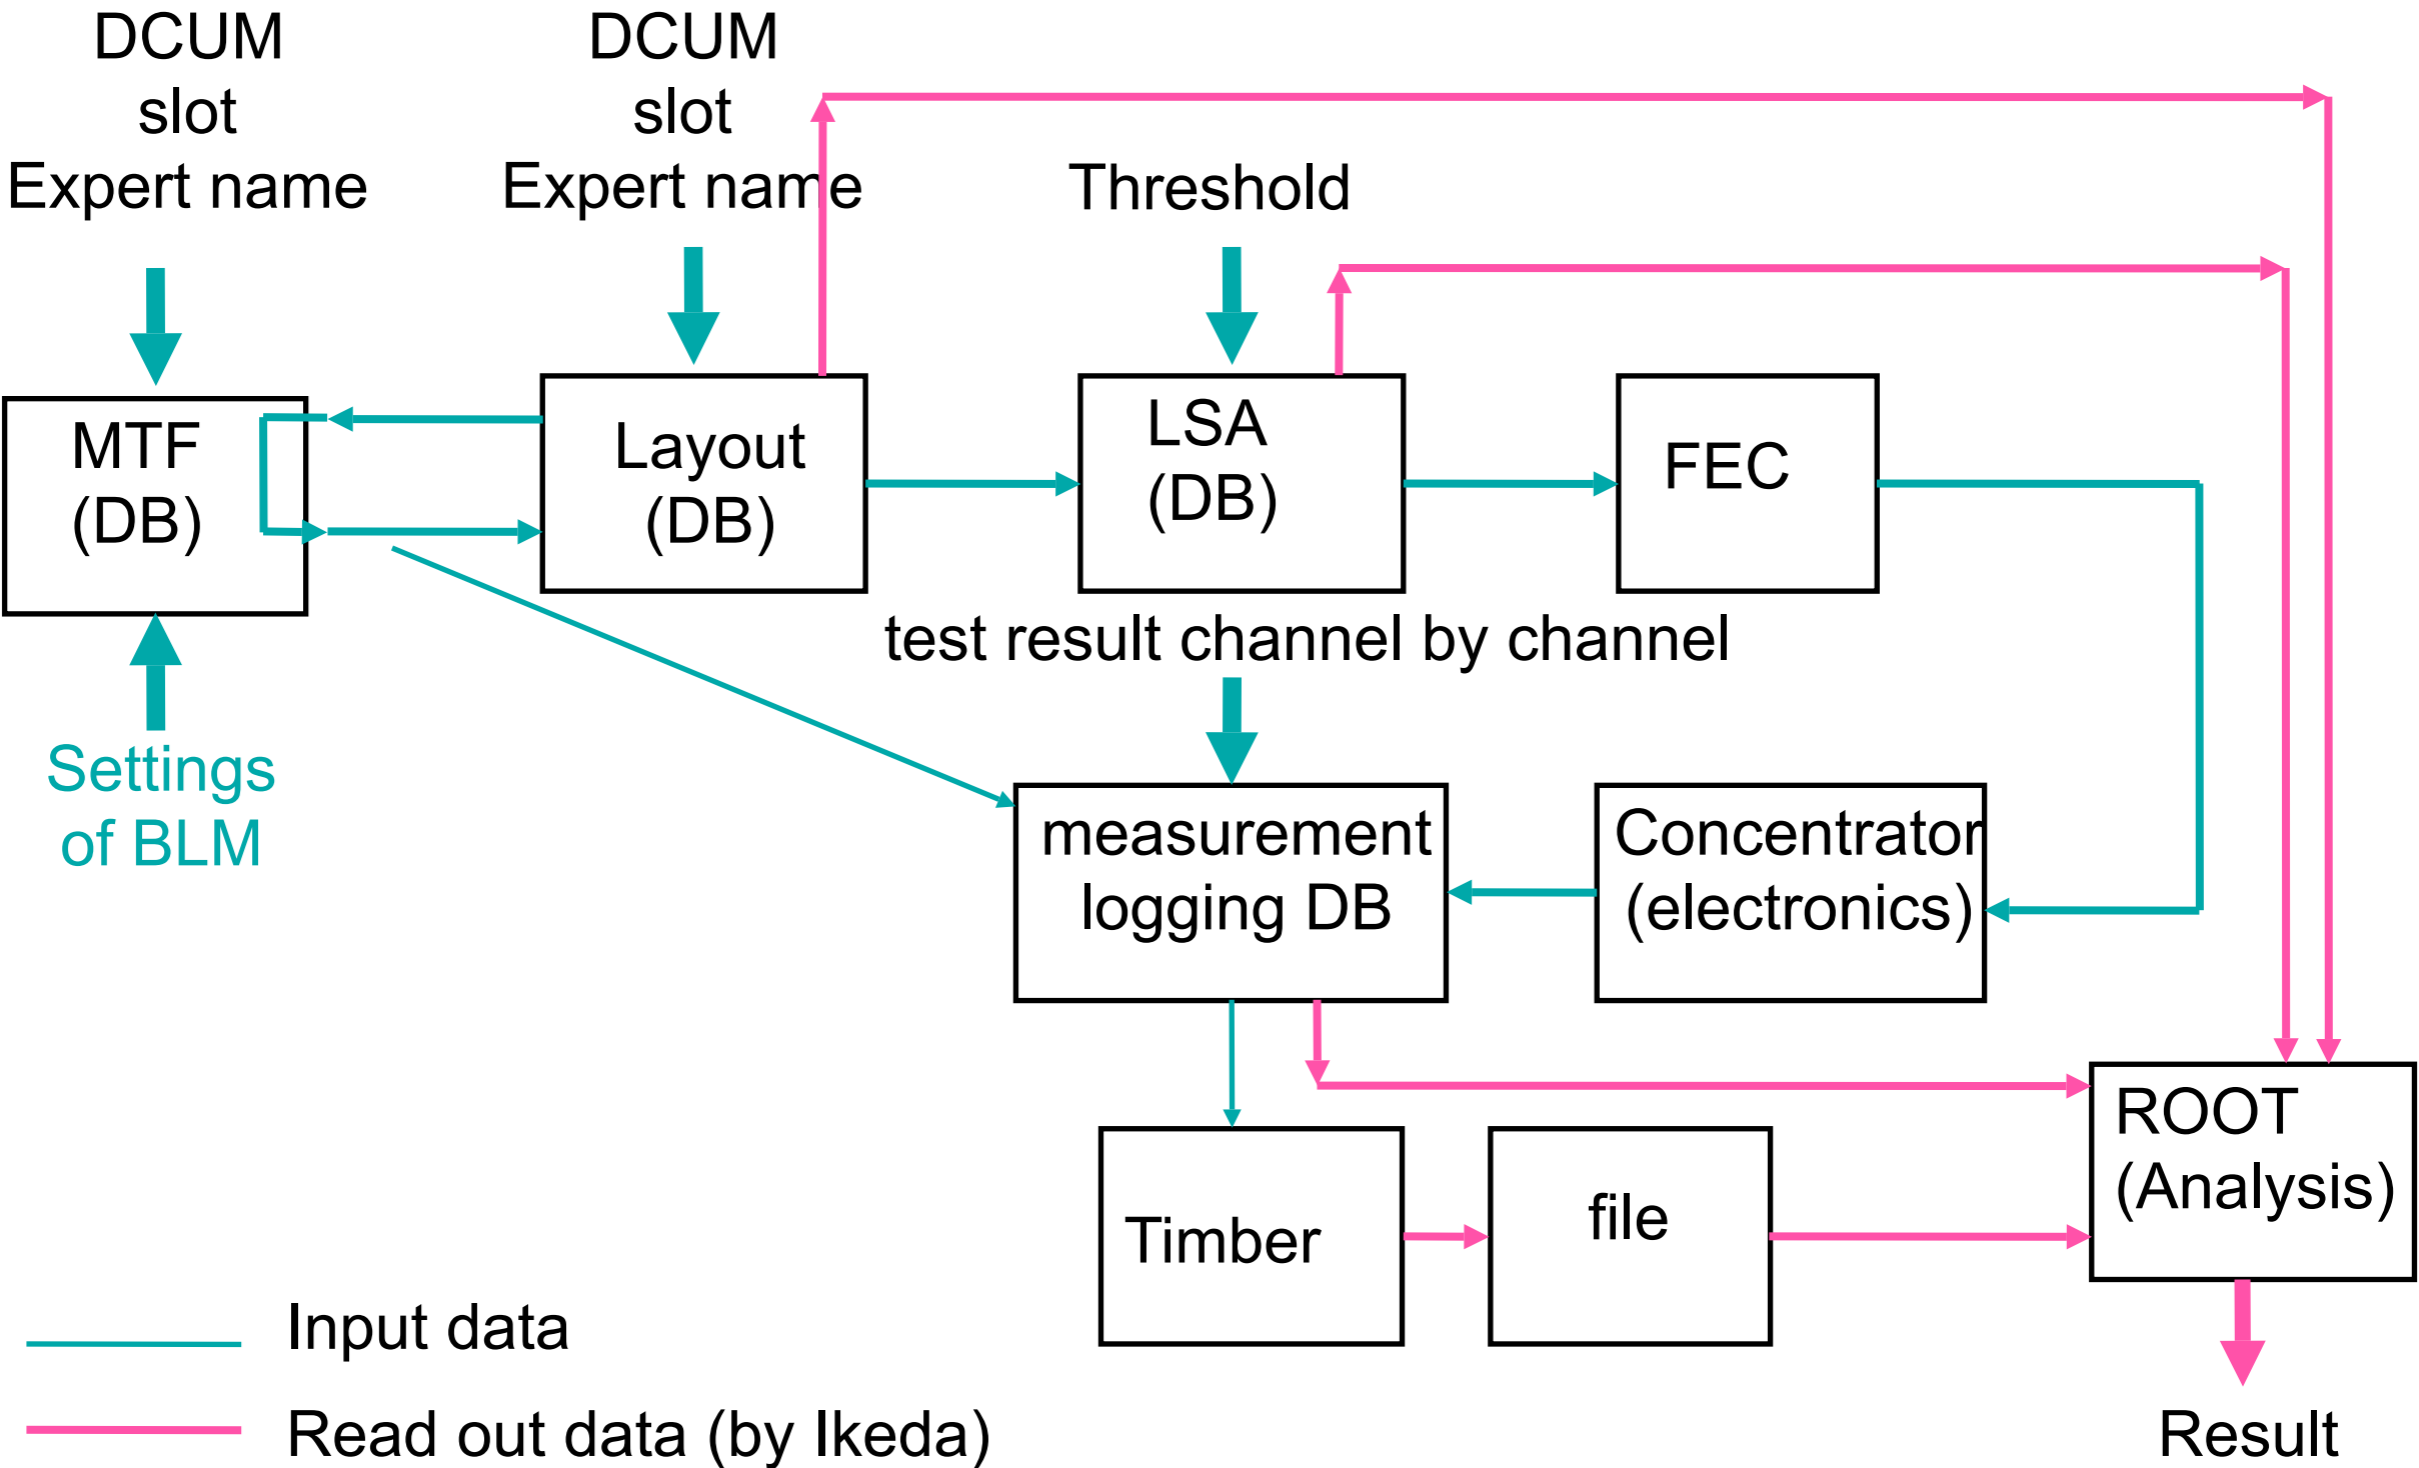 DCUM
slot
Expert name
DCUM
slot
Expert name
Threshold
MTF
(DB)
Layout
(DB)
LSA
(DB)
FEC
test result channel by channel
Settings
of BLM
measurement
logging DB
Concentrator
(electronics)
Timber
file
ROOT
(Analysis)
Input data
Read out data (by Ikeda)
Result